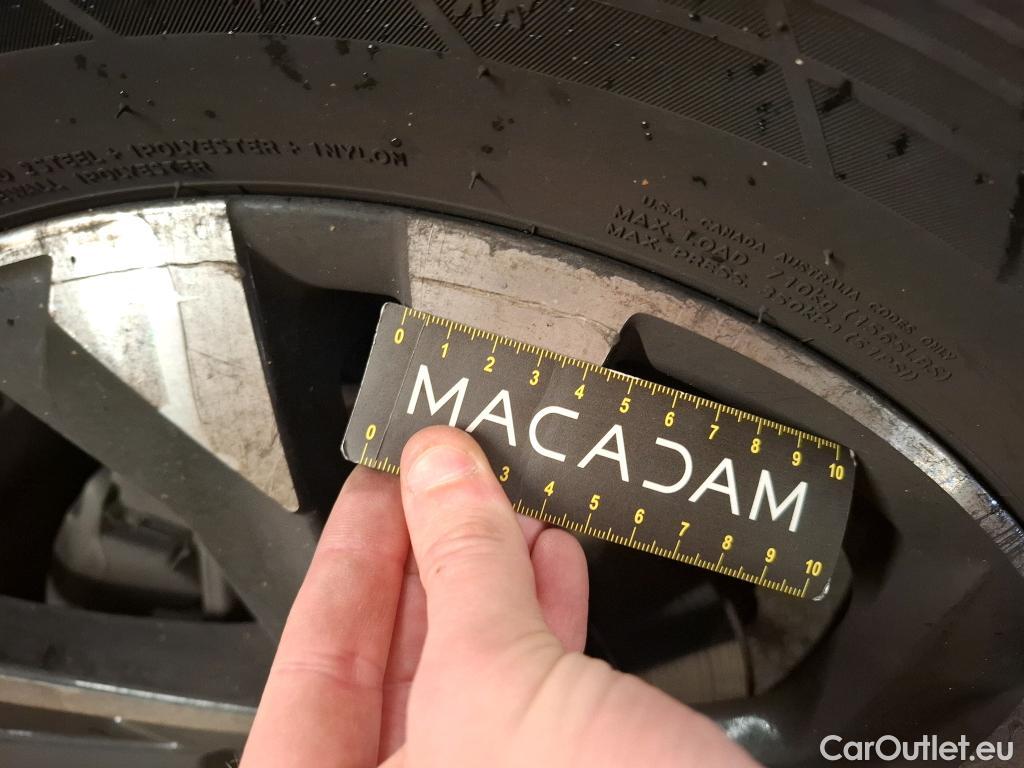 STEEL + 1 POLYESTER + 1 NYLON
POLYESTER
U.S.A. CANADA AUSTRALIA CODES ONLY
MAX. LOAD 710kg (1565LBS)
MAX. PRESS. 350kPa (51PSI)
0 1 2 3 4 5 6 7 8 9 10
MACADAM
0 3 4 5 6 7 8 9 10
CarOutlet.eu